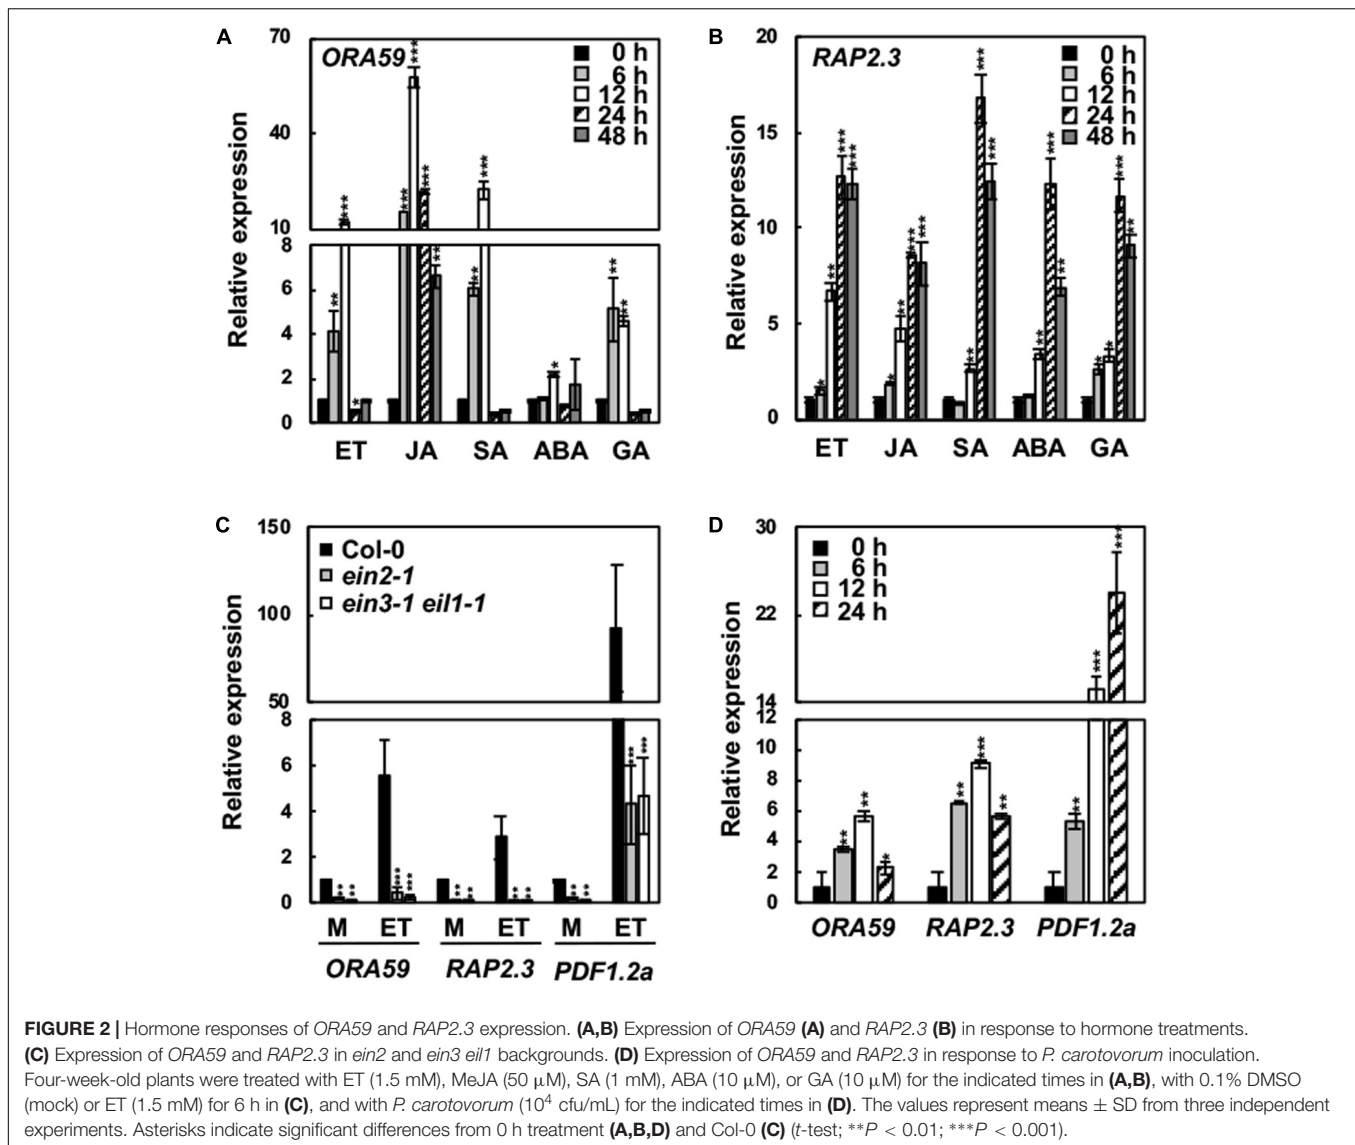 A
ORA59
Relative expression
Relative expression
70
40
10
8
6
4
2
0
0 h
6 h
12 h
24 h
48 h
ET JA SA ABA GA
B
RAP2.3
Relative expression
20
15
10
5
0
0 h
6 h
12 h
24 h
48 h
ET JA SA ABA GA
C
Relative expression
150
100
50
8
6
4
2
0
Col-0
ein2-1
ein3-1 eil1-1
M ET M ET M ET
ORA59 RAP2.3 PDF1.2a
D
Relative expression
30
22
14
12
10
8
6
4
2
0
0 h
6 h
12 h
24 h
ORA59 RAP2.3 PDF1.2a
FIGURE 2 | Hormone responses of ORA59 and RAP2.3 expression. (A,B) Expression of ORA59 (A) and RAP2.3 (B) in response to hormone treatments.
(C) Expression of ORA59 and RAP2.3 in ein2 and ein3 eil1 backgrounds. (D) Expression of ORA59 and RAP2.3 in response to P. carotovorum inoculation.
Four-week-old plants were treated with ET (1.5 mM), MeJA (50 μM), SA (1 mM), ABA (10 μM), or GA (10 μM) for the indicated times in (A,B), with 0.1% DMSO
(mock) or ET (1.5 mM) for 6 h in (C), and with P. carotovorum (10⁴ cfu/mL) for the indicated times in (D). The values represent means ± SD from three independent
experiments. Asterisks indicate significant differences from 0 h treatment (A,B,D) and Col-0 (C) (t-test; **P < 0.01; ***P < 0.001).